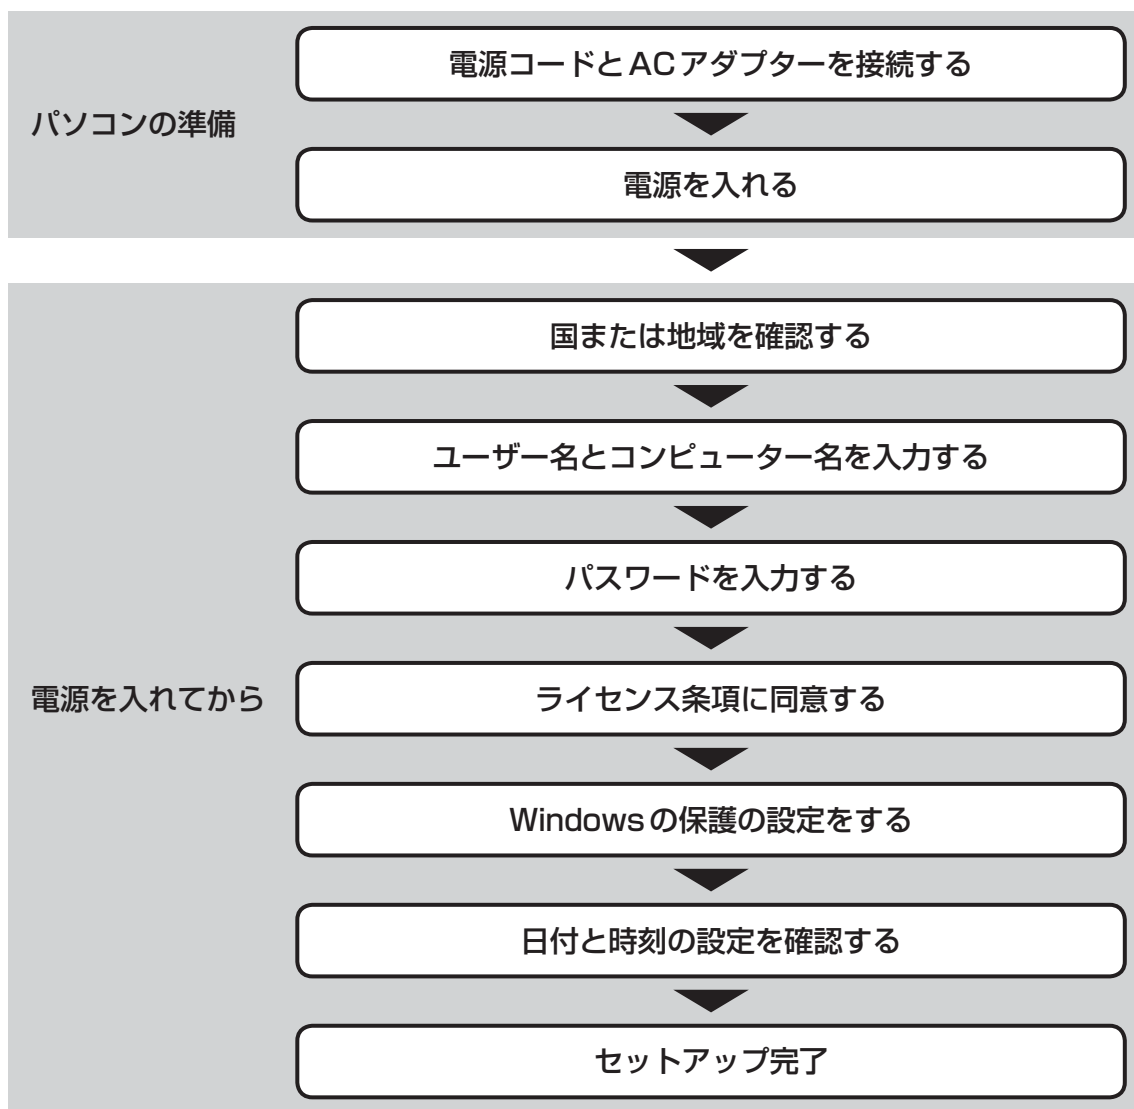 パソコンの準備
電源コードとACアダプターを接続する
電源を入れる
電源を入れてから
国または地域を確認する
ユーザー名とコンピューター名を入力する
パスワードを入力する
ライセンス条項に同意する
Windowsの保護の設定をする
日付と時刻の設定を確認する
セットアップ完了